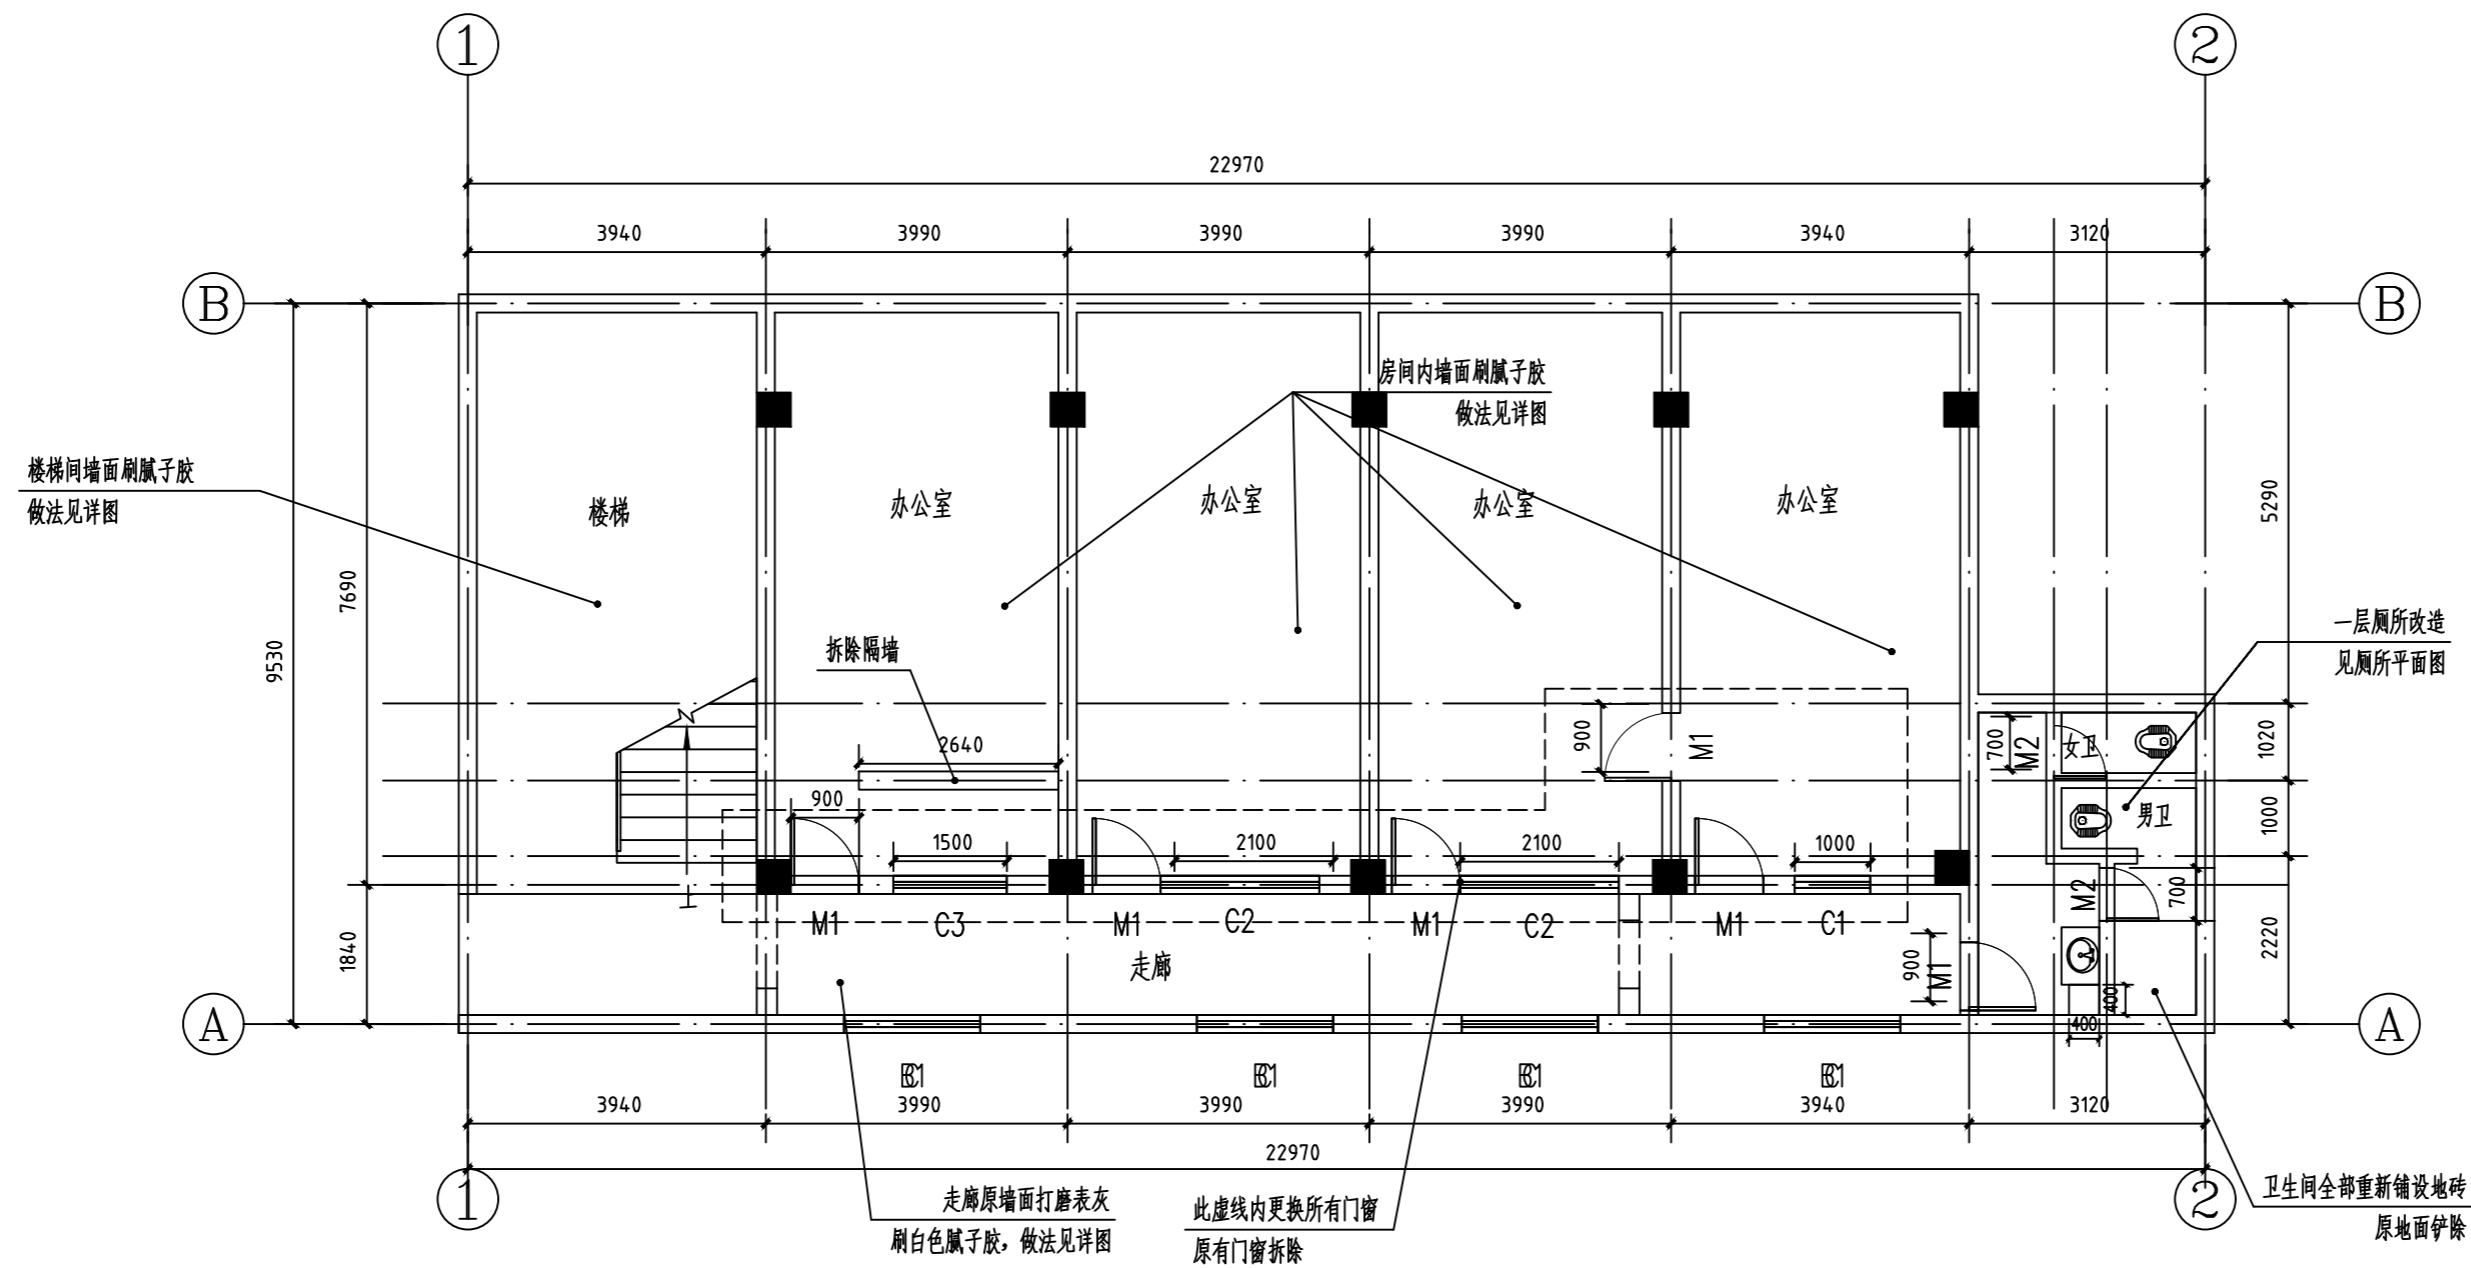 1
2
22970
3940
3990
3990
3990
3940
3120
B
B
房间内墙面刷腻子胶
做法见详图
楼梯间墙面刷腻子胶
做法见详图
楼梯
办公室
办公室
办公室
办公室
9530
7690
1840
5290
1020
1000
2220
拆除隔墙
一层厕所改造
见厕所平面图
2640
900
900
M1
700
M2
女卫
男卫
1500
2100
2100
1000
M1
C3
M1
C2
M1
C2
M1
C1
上
走廊
900
M1
M2
700
400
400
A
A
3940
3990
3990
3990
3940
3120
22970
1
2
走廊原墙面打磨表灰
刷白色腻子胶，做法见详图
此虚线内更换所有门窗
原有门窗拆除
卫生间全部重新铺设地砖
原地面铲除